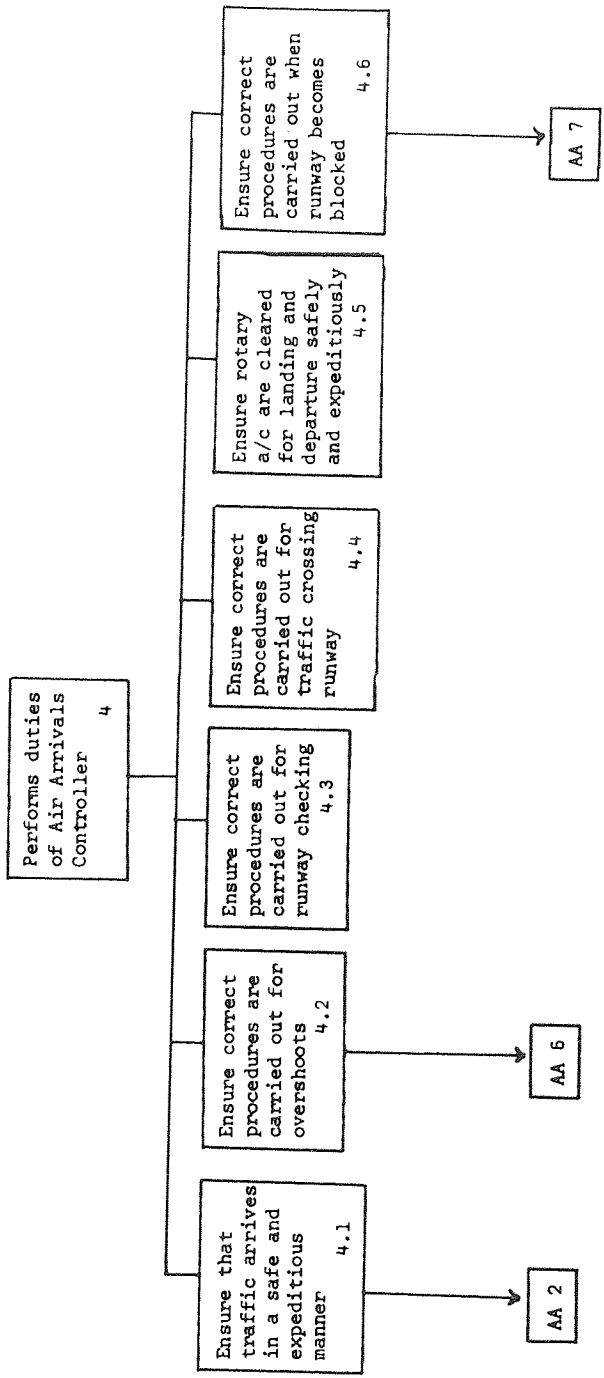 Performs duties
of Air Arrivals
Controller
4
Ensure that
traffic arrives
in a safe and
expeditious
manner
4.1
Ensure correct
procedures are
carried out for
overshoots
4.2
Ensure correct
procedures are
carried out for
runway checking
4.3
Ensure correct
procedures are
carried out for
traffic crossing
runway
4.4
Ensure rotary
a/c are cleared
for landing and
departure safely
and expeditiously
4.5
Ensure correct
procedures are
carried out when
runway becomes
blocked
4.6
AA 2
AA 6
AA 7